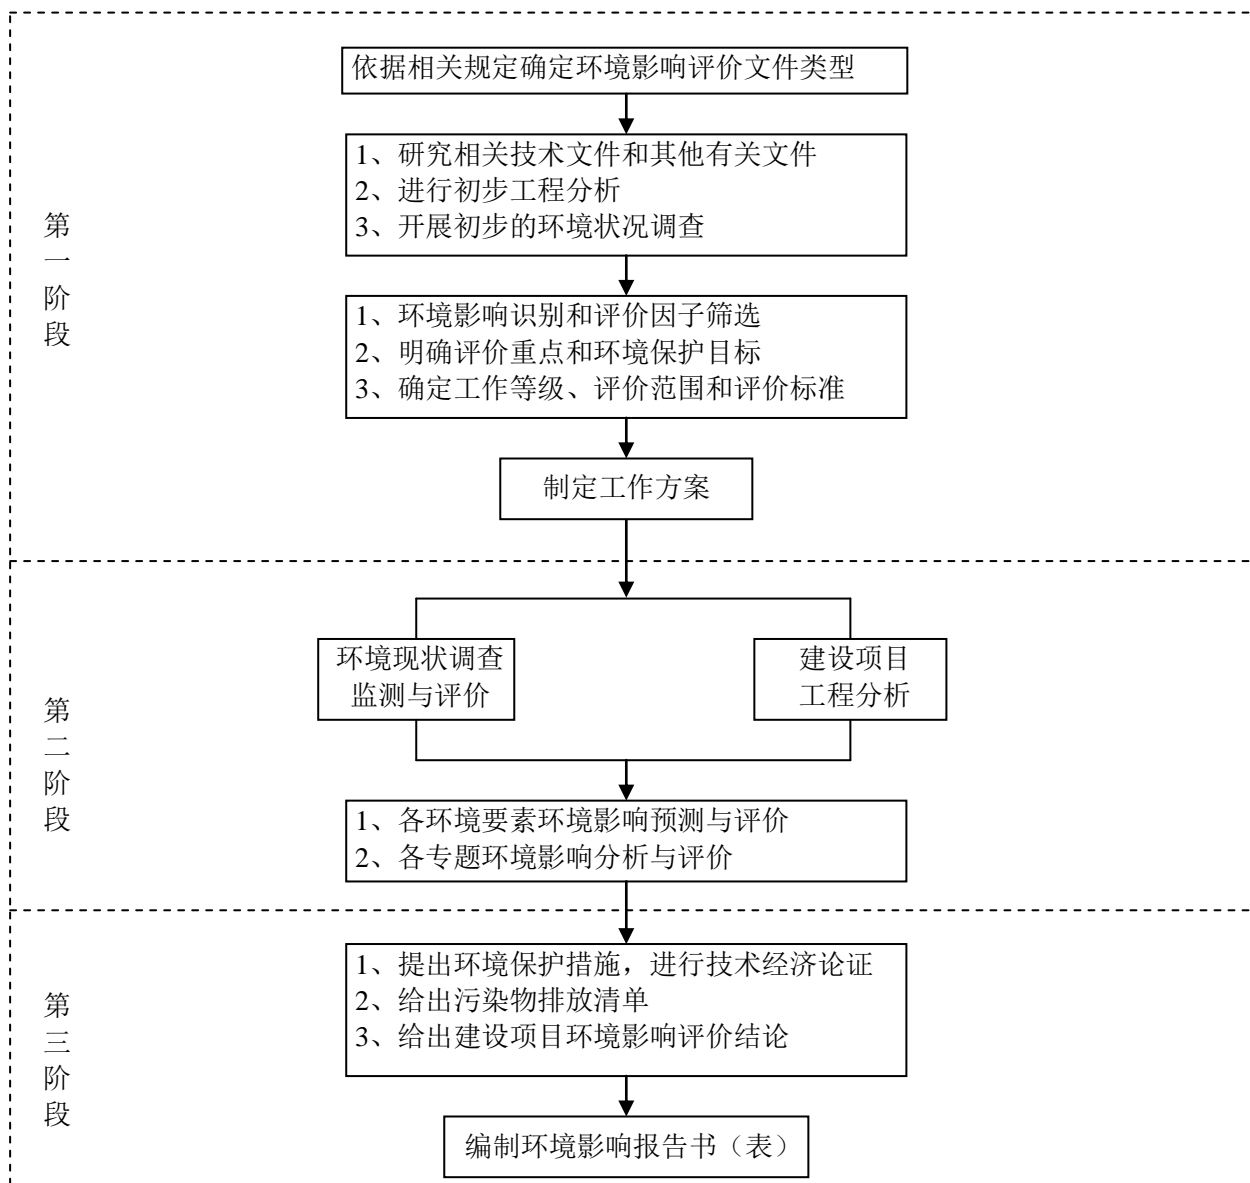 依据相关规定确定环境影响评价文件类型
1、研究相关技术文件和其他有关文件
2、进行初步工程分析
3、开展初步的环境状况调查
第
一
阶
段
1、环境影响识别和评价因子筛选
2、明确评价重点和环境保护目标
3、确定工作等级、评价范围和评价标准
制定工作方案
环境现状调查
监测与评价
建设项目
工程分析
第
二
阶
段
1、各环境要素环境影响预测与评价
2、各专题环境影响分析与评价
1、提出环境保护措施，进行技术经济论证
2、给出污染物排放清单
3、给出建设项目环境影响评价结论
第
三
阶
段
编制环境影响报告书（表）